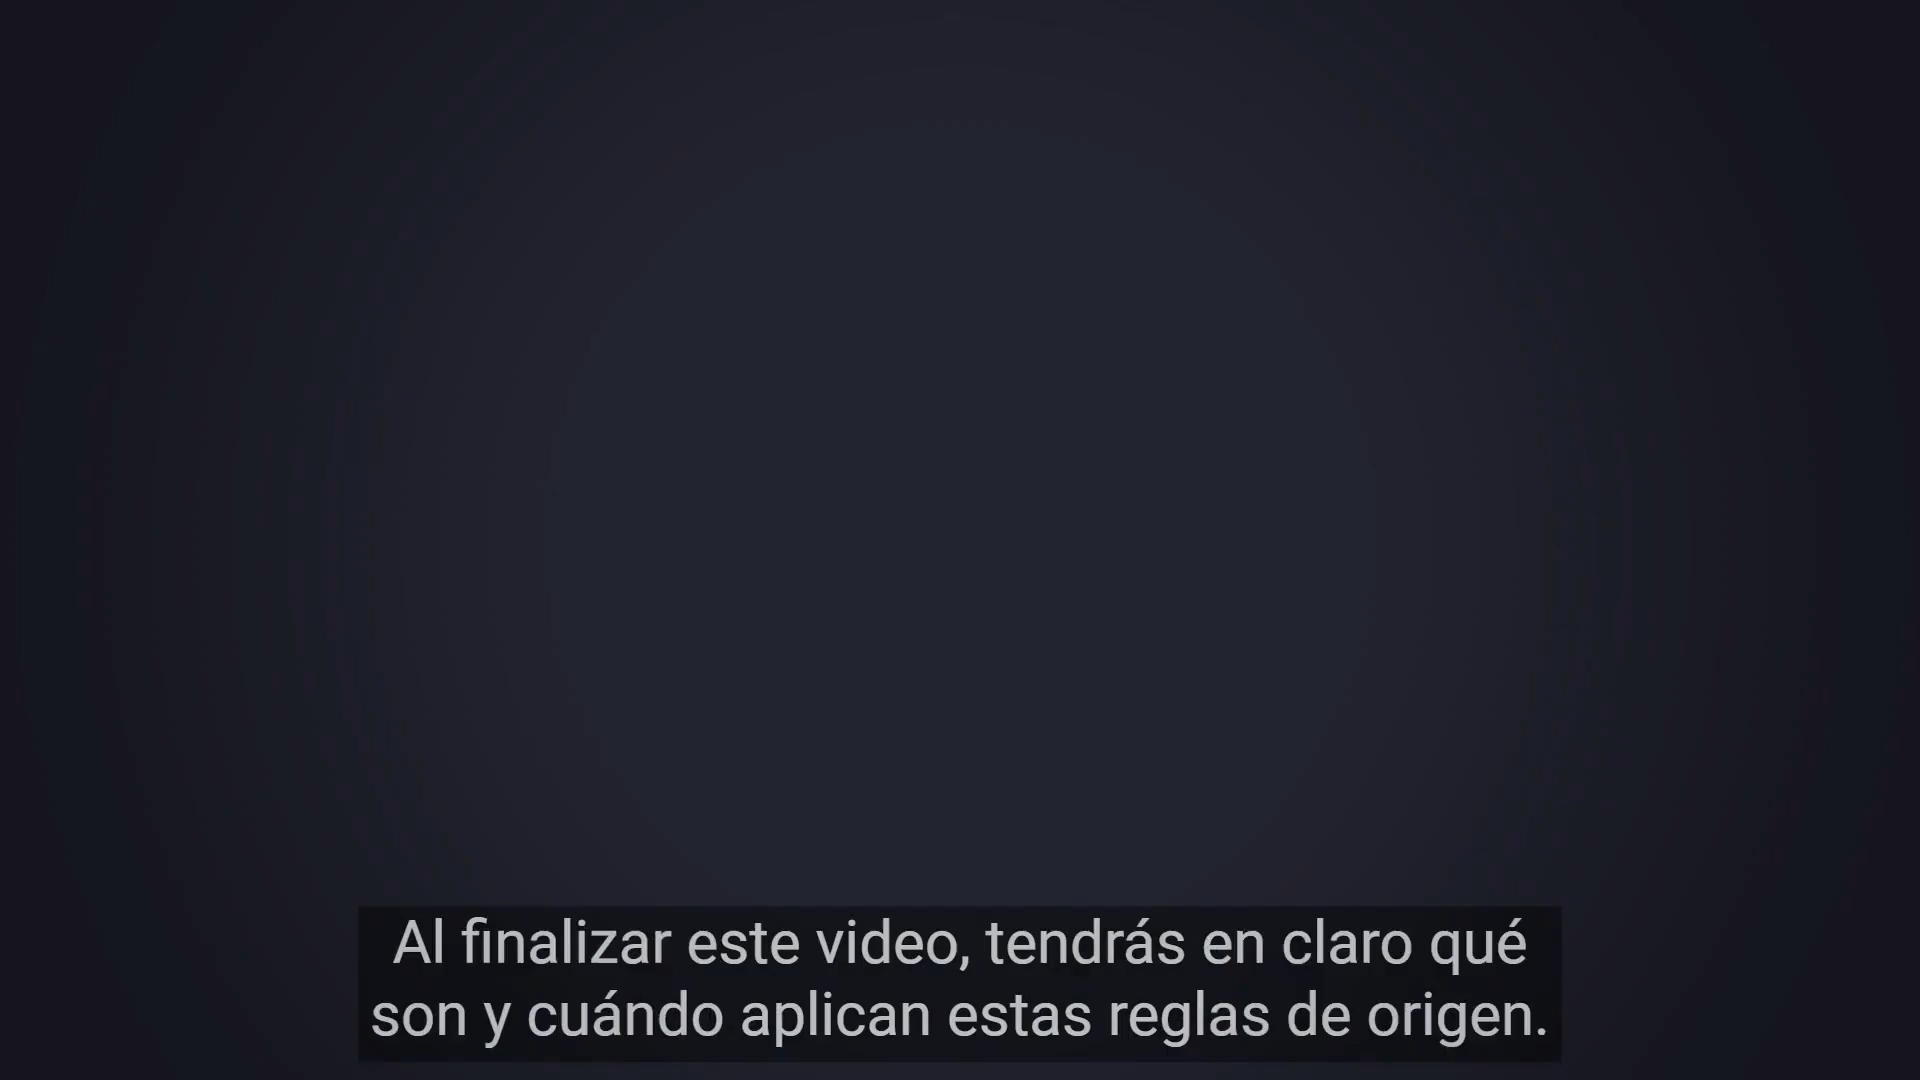 Al finalizar este video, tendrás en claro qué
son y cuándo aplican estas reglas de origen.